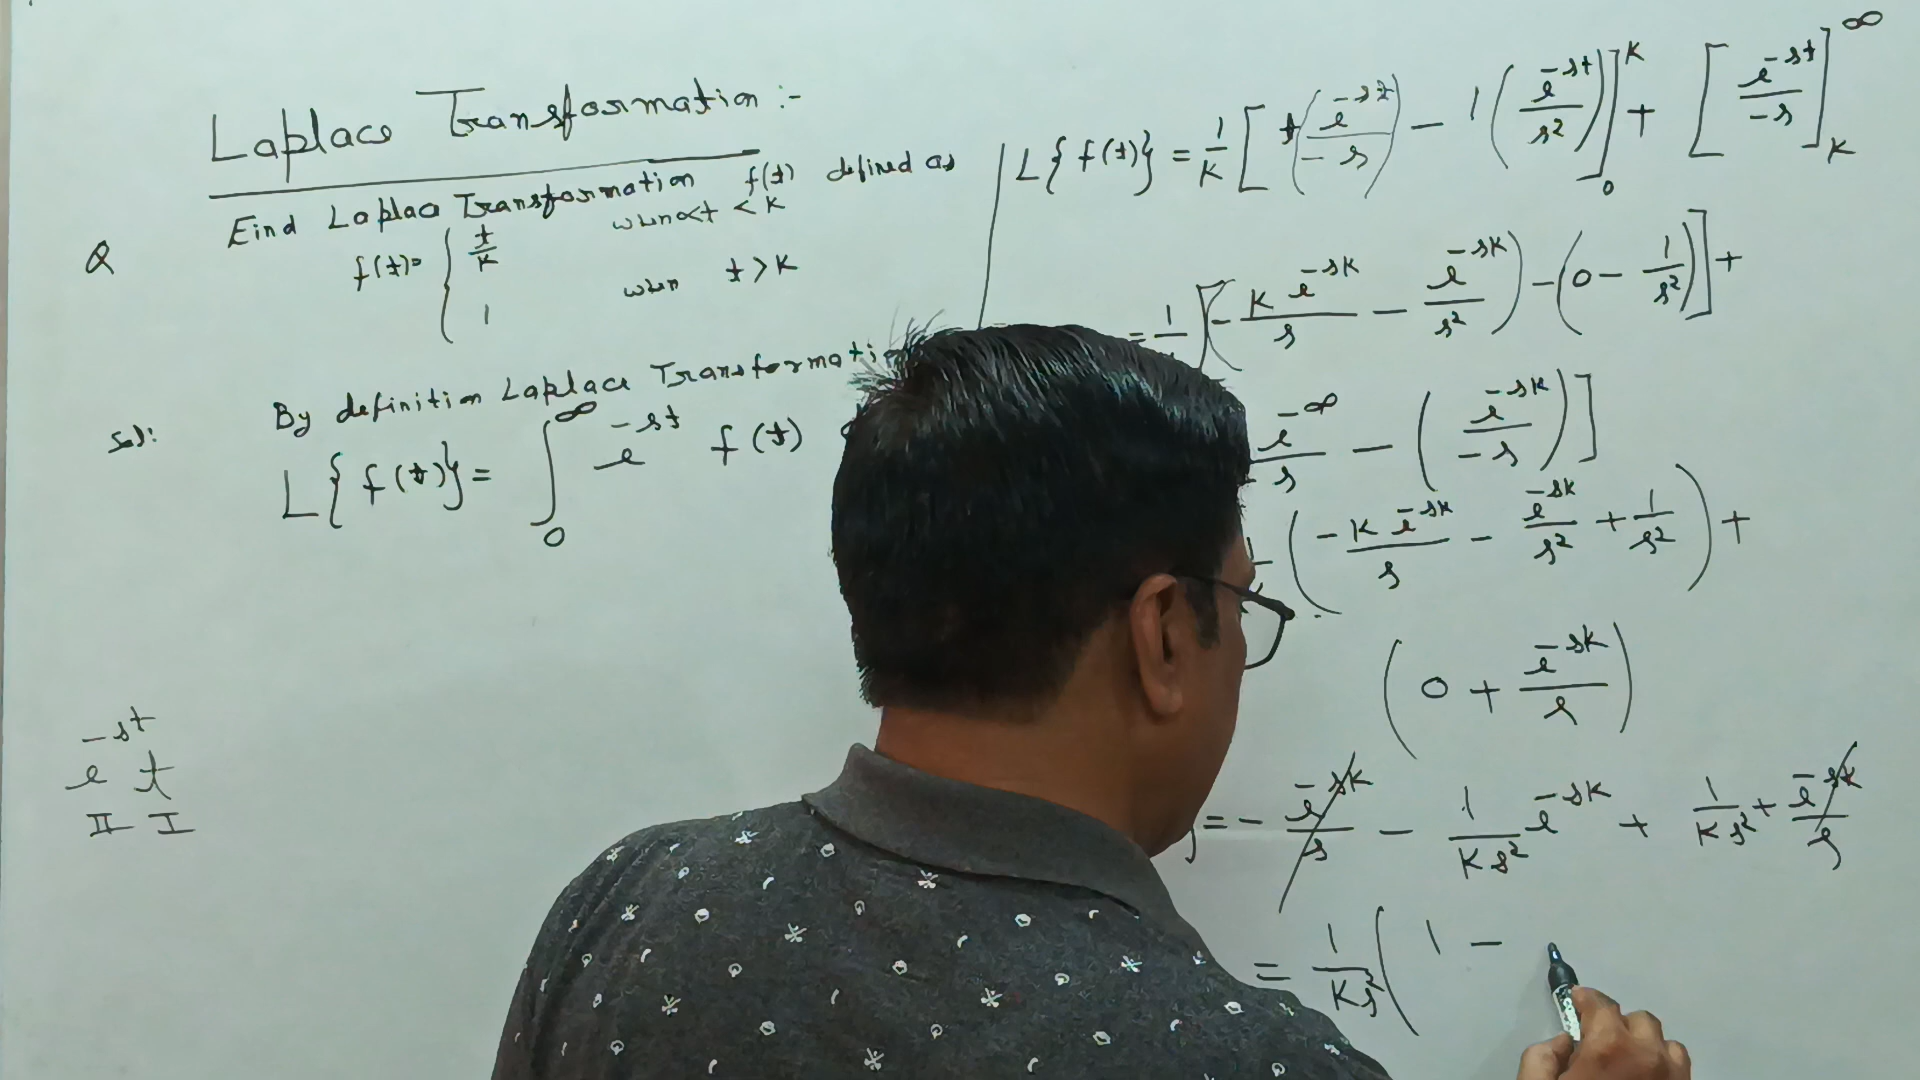 Laplace Transformation :-
Q Find Laplace Transformation f(t) defined as
f(t)= { t/K when 0<t < K
1 when t > K
Sol: By definition Laplace Transformation
L{f(t)} = ∫₀^∞ e^-st f(t)
e^-st t
II I
L{f(t)} = 1/K [ t(e^-st/-s) - 1(e^-st/s²) ]₀^K + [ e^-st/-s ]_K^∞
= 1 [(- K e^-sK/s - e^-sK/s²) - (0 - 1/s²)] +
e^-∞/-s - (e^-sK/-s)]
(-K e^-sK/s - e^-sK/s² + 1/s²) +
(0 + e^-sK/s)
= - e^-sK/s - 1/Ks² e^-sK + 1/Ks² + e^-sK/s
= 1/Ks² ( 1 -